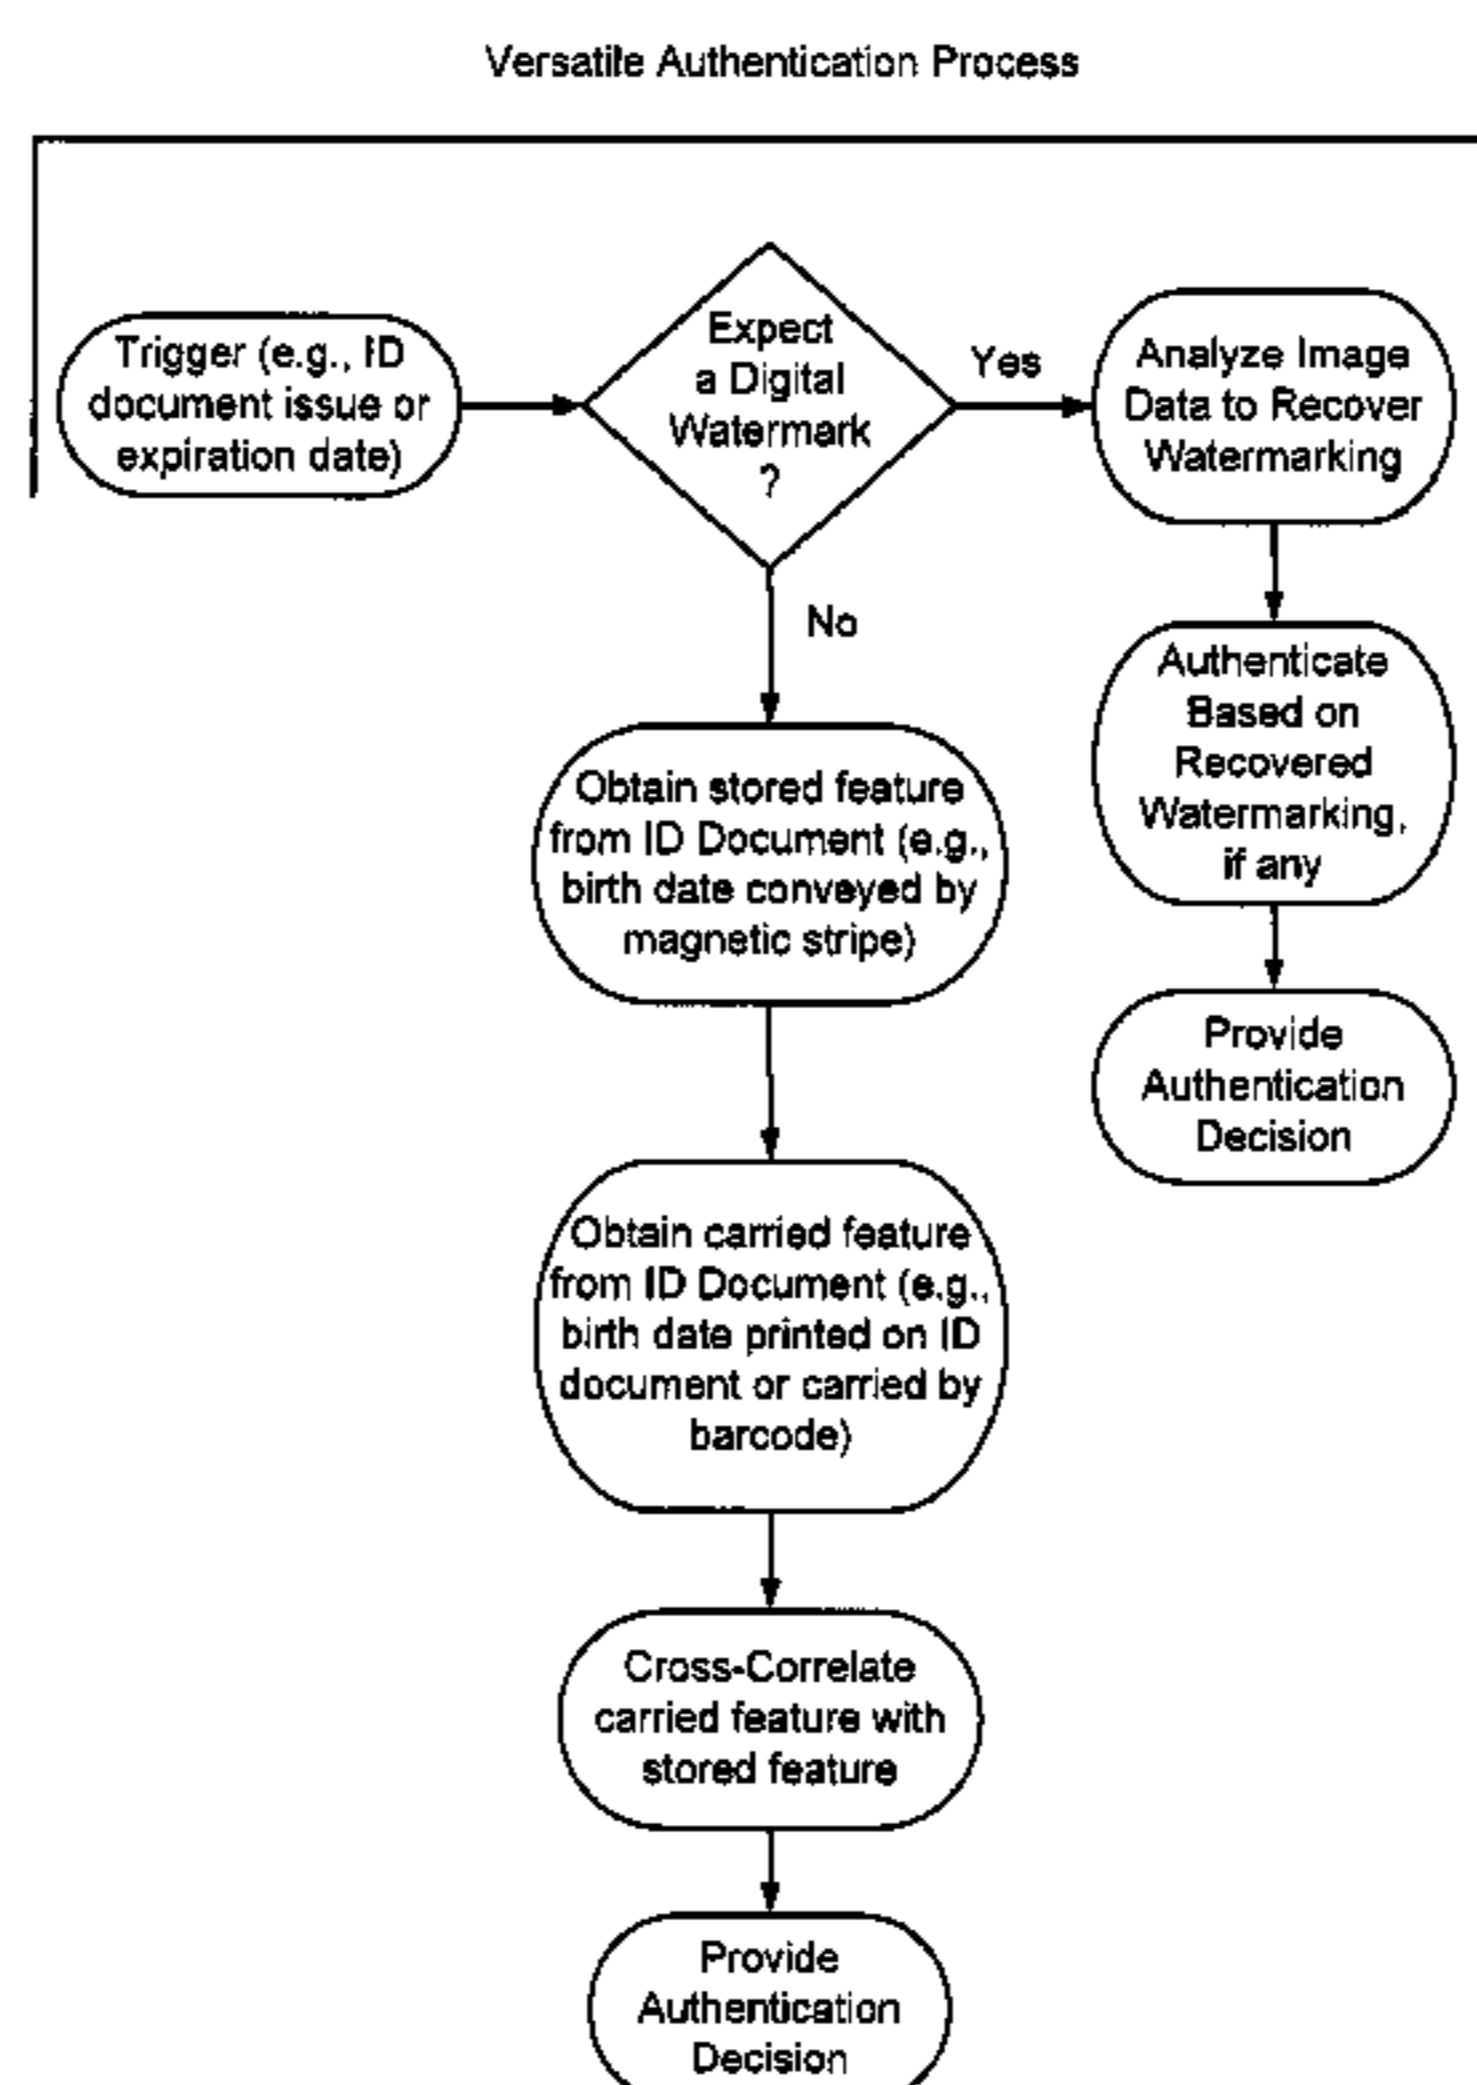 Versatile Authentication Process
Trigger (e.g., ID
document issue or
expiration date)
Expect
a Digital
Watermark
?
Yes
Analyze Image
Data to Recover
Watermarking
No
Authenticate
Based on
Recovered
Watermarking,
if any
Provide
Authentication
Decision
Obtain stored feature
from ID Document (e.g.,
birth date conveyed by
magnetic stripe)
Obtain carried feature
from ID Document (e.g.,
birth date printed on ID
document or carried by
barcode)
Cross-Correlate
carried feature with
stored feature
Provide
Authentication
Decision